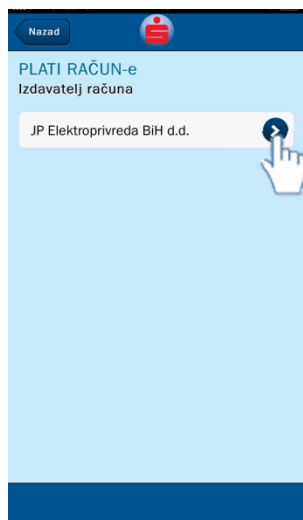 Nazad
PLATI RAČUN-e
Izdavatelj računa
JP Elektroprivreda BiH d.d.